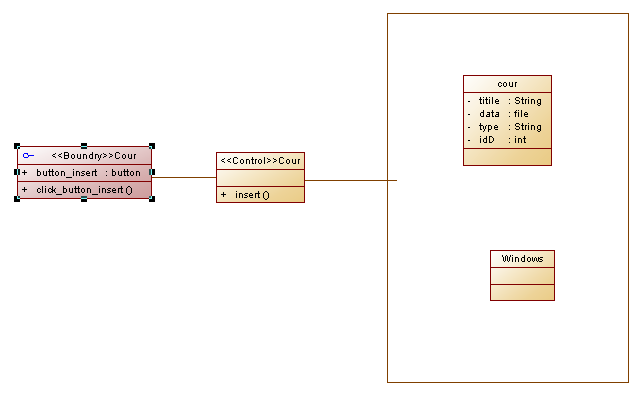 <<Boundry>>Cour
+ button_insert : button
+ click_button_insert ()
<<Control>>Cour
+ insert ()
cour
- titile : String
- data : file
- type : String
- idD : int
Windows